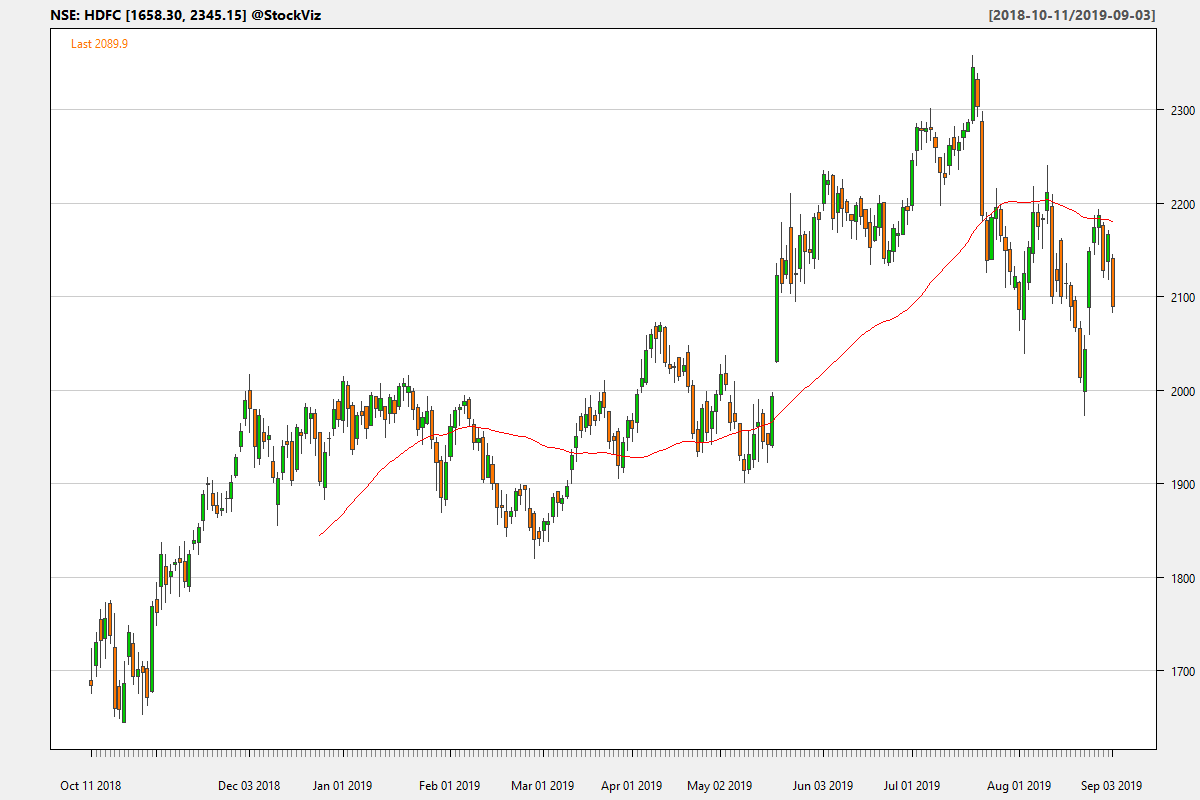 NSE: HDFC [1658.30, 2345.15] @StockViz
[2018-10-11/2019-09-03]
Last 2089.9
2300
2200
2100
2000
1900
1800
1700
Oct 11 2018
Dec 03 2018
Jan 01 2019
Feb 01 2019
Mar 01 2019
Apr 01 2019
May 02 2019
Jun 03 2019
Jul 01 2019
Aug 01 2019
Sep 03 2019